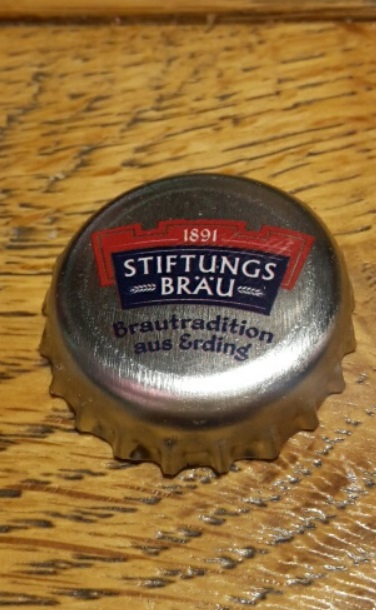 1891
STIFTUNGS
BRÄU
Brautradition
aus Erding